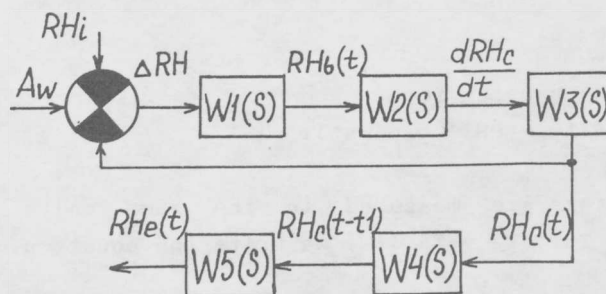 RHi
Aw
ΔRH
W1(S)
RHb(t)
W2(S)
dRHc
dt
W3(S)
RHe(t)
W5(S)
RHc(t-t1)
W4(S)
RHc(t)